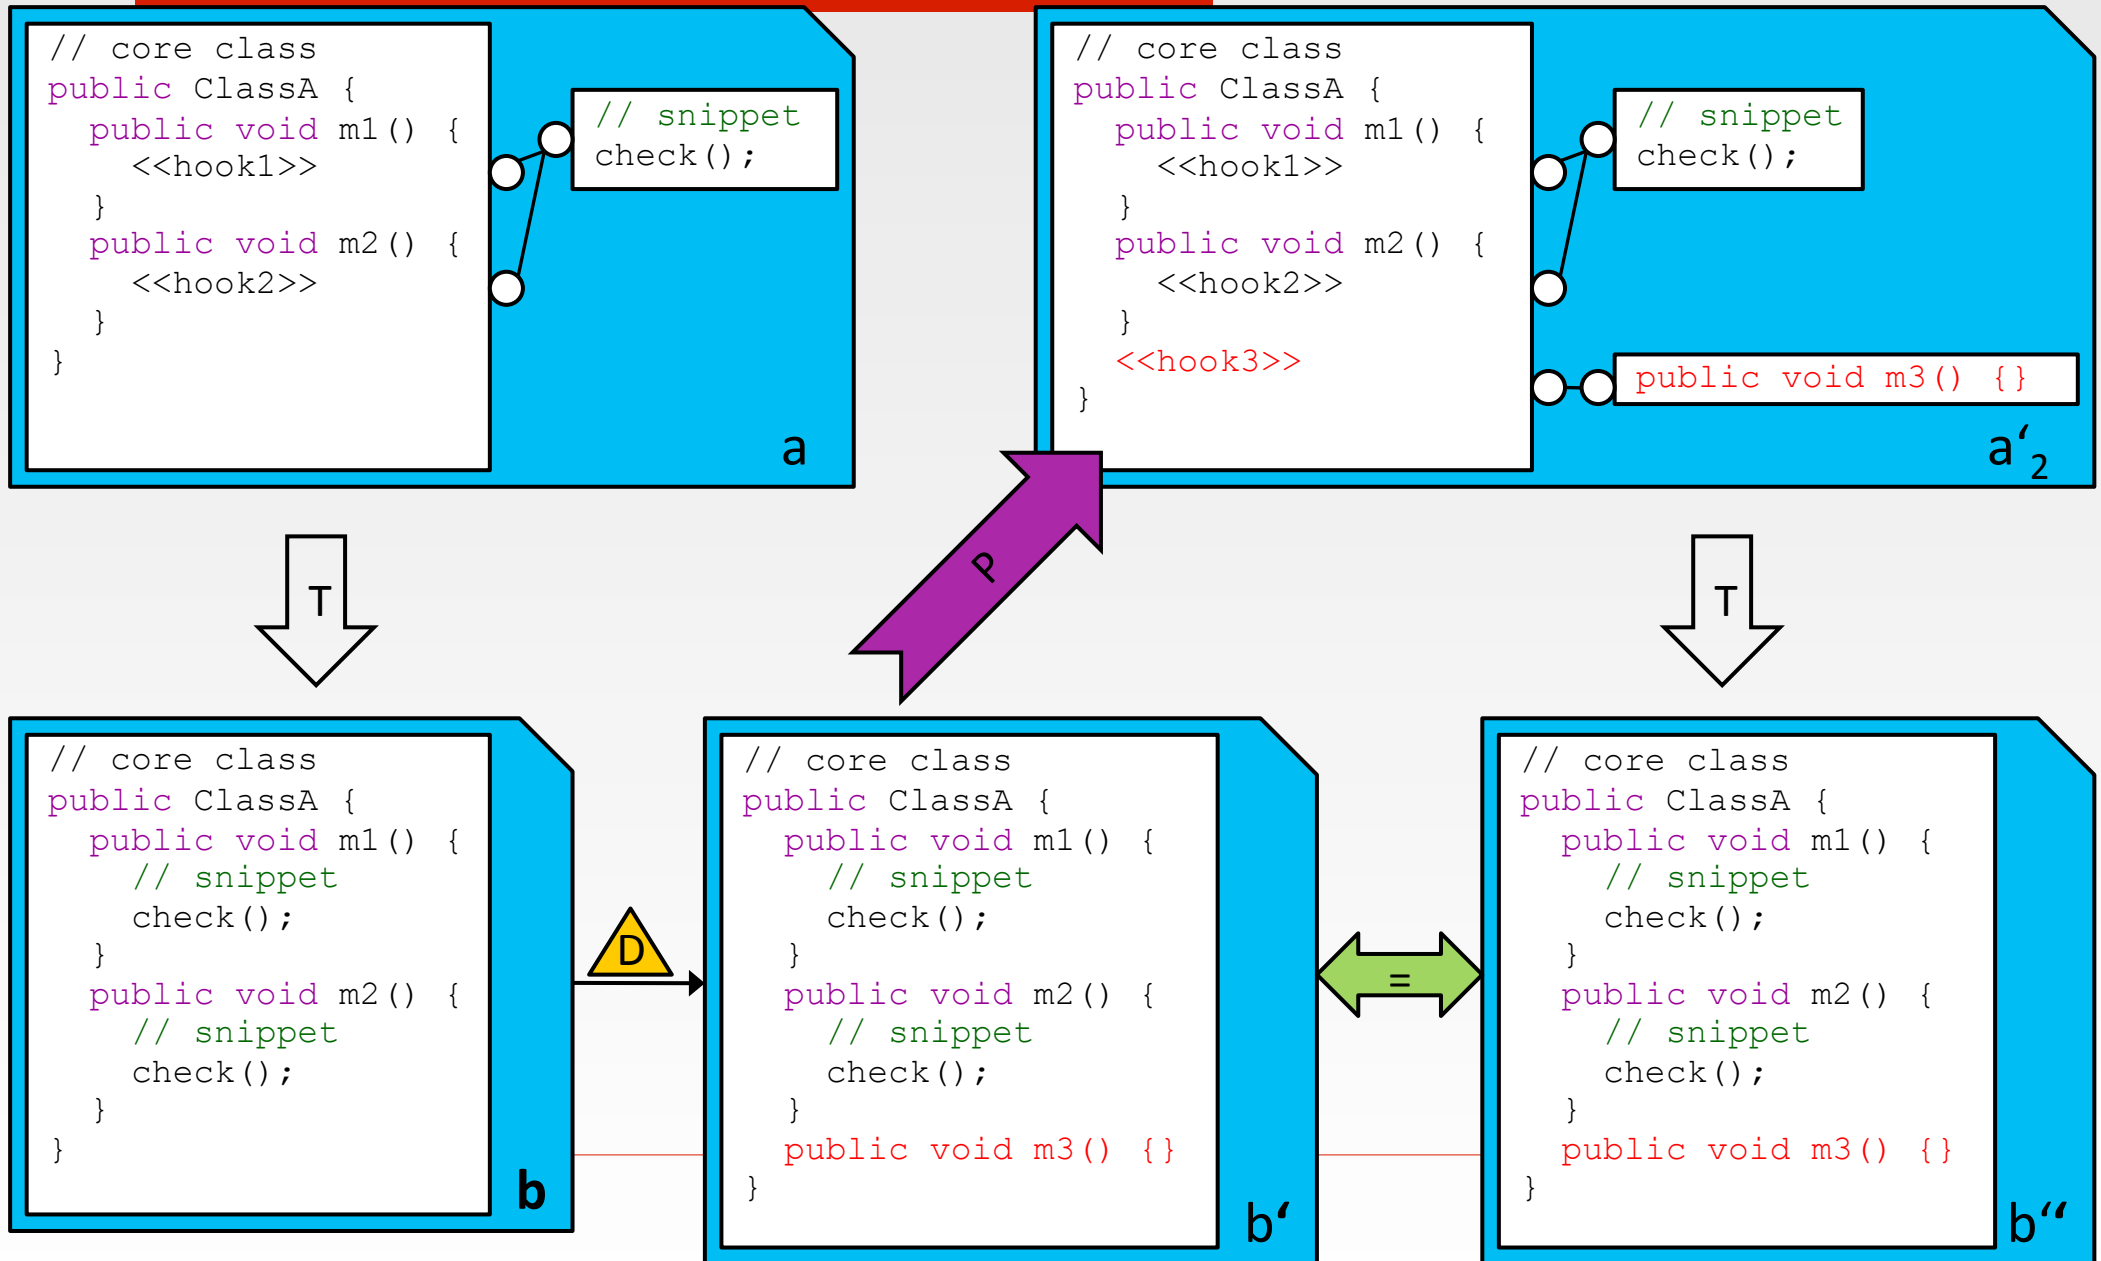 // core class
public ClassA {
  public void m1() {
    <<hook1>>
  }
  public void m2() {
    <<hook2>>
  }
}
// snippet
check();
a
// core class
public ClassA {
  public void m1() {
    <<hook1>>
  }
  public void m2() {
    <<hook2>>
  }
  <<hook3>>
}
// snippet
check();
public void m3() {}
a‘2
T
P
T
// core class
public ClassA {
  public void m1() {
    // snippet
    check();
  }
  public void m2() {
    // snippet
    check();
  }
}
b
D
// core class
public ClassA {
  public void m1() {
    // snippet
    check();
  }
  public void m2() {
    // snippet
    check();
  }
  public void m3() {}
}
b‘
=
// core class
public ClassA {
  public void m1() {
    // snippet
    check();
  }
  public void m2() {
    // snippet
    check();
  }
  public void m3() {}
}
b‘‘